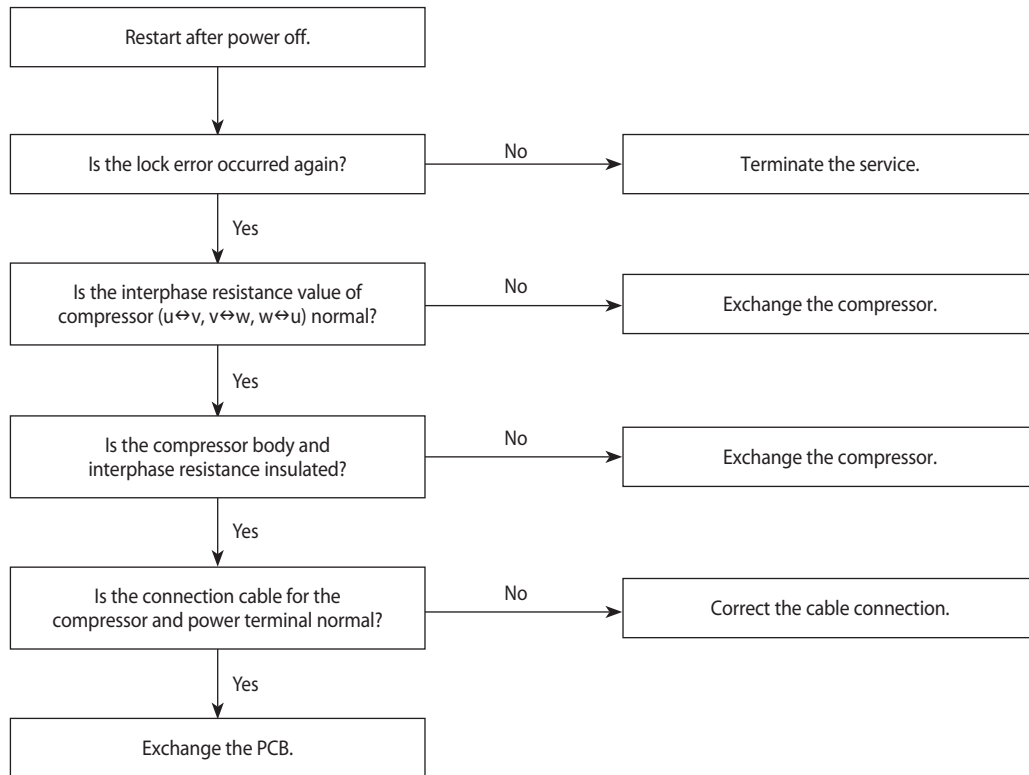 Restart after power off.
Is the lock error occurred again?
No
Terminate the service.
Yes
Is the interphase resistance value of
compressor (u⇔v, v⇔w, w⇔u) normal?
No
Exchange the compressor.
Yes
Is the compressor body and
interphase resistance insulated?
No
Exchange the compressor.
Yes
Is the connection cable for the
compressor and power terminal normal?
No
Correct the cable connection.
Yes
Exchange the PCB.